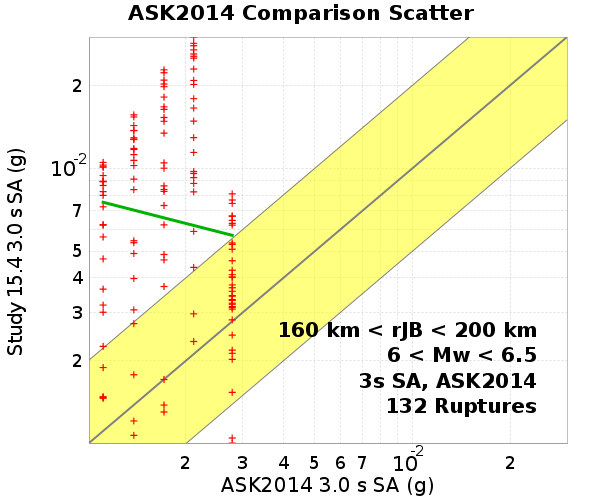 ASK2014 Comparison Scatter
Study 15.4 3.0 s SA (g)
2
10-2
7
5
4
3
2
160 km < rJB < 200 km
6 < Mw < 6.5
3s SA, ASK2014
132 Ruptures
2 3 4 5 6 7 10-2 2
ASK2014 3.0 s SA (g)